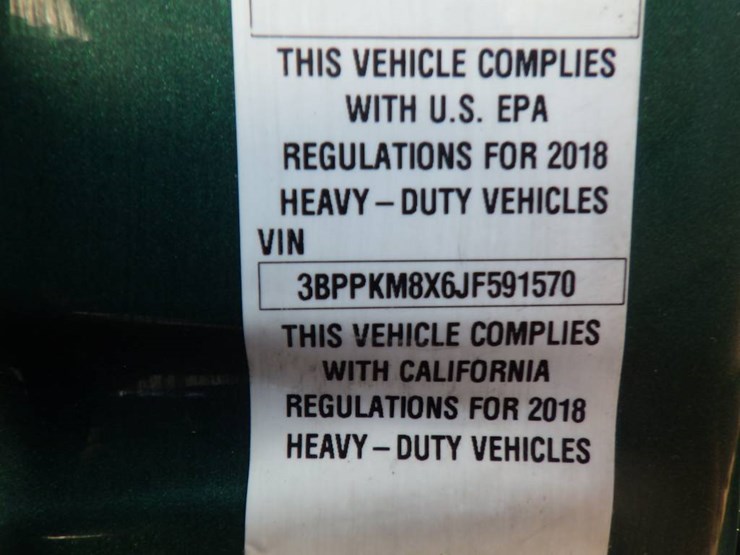 THIS VEHICLE COMPLIES
WITH U.S. EPA
REGULATIONS FOR 2018
HEAVY – DUTY VEHICLES
VIN
3BPPKM8X6JF591570
THIS VEHICLE COMPLIES
WITH CALIFORNIA
REGULATIONS FOR 2018
HEAVY – DUTY VEHICLES